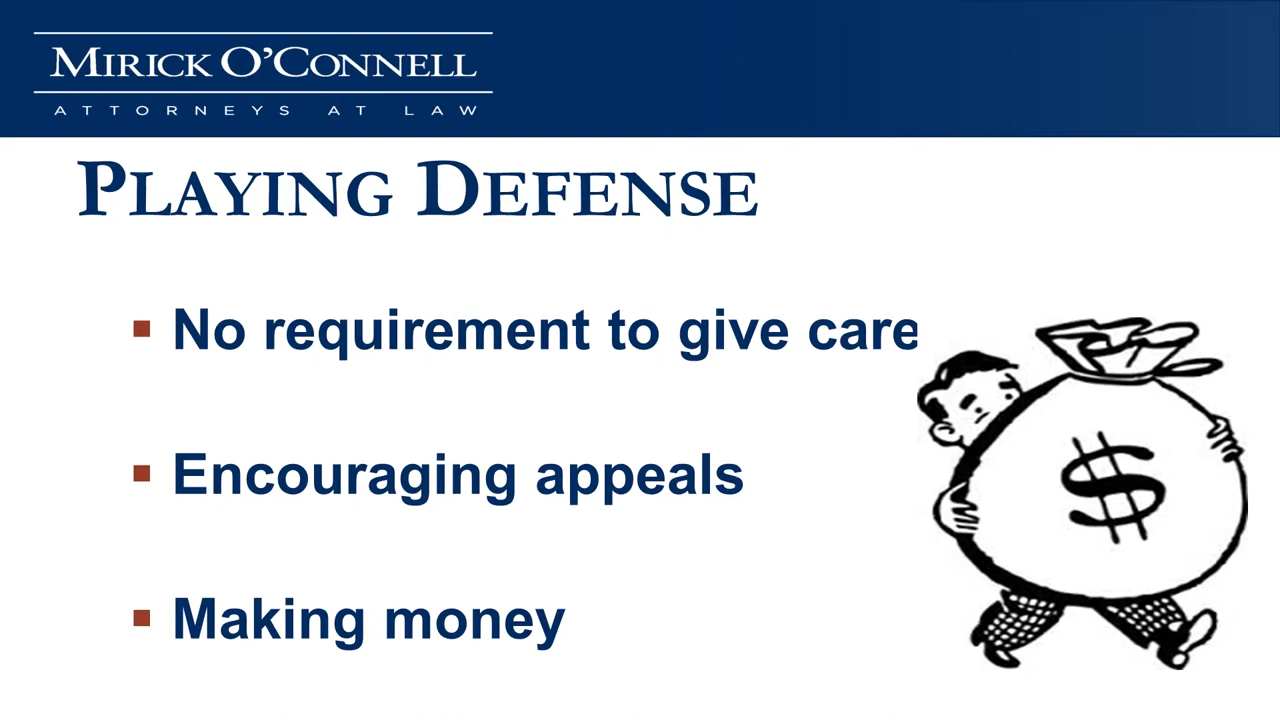 MIRICK O'CONNELL
ATTORNEYS AT LAW
PLAYING DEFENSE
▪ No requirement to give care
▪ Encouraging appeals
▪ Making money
$